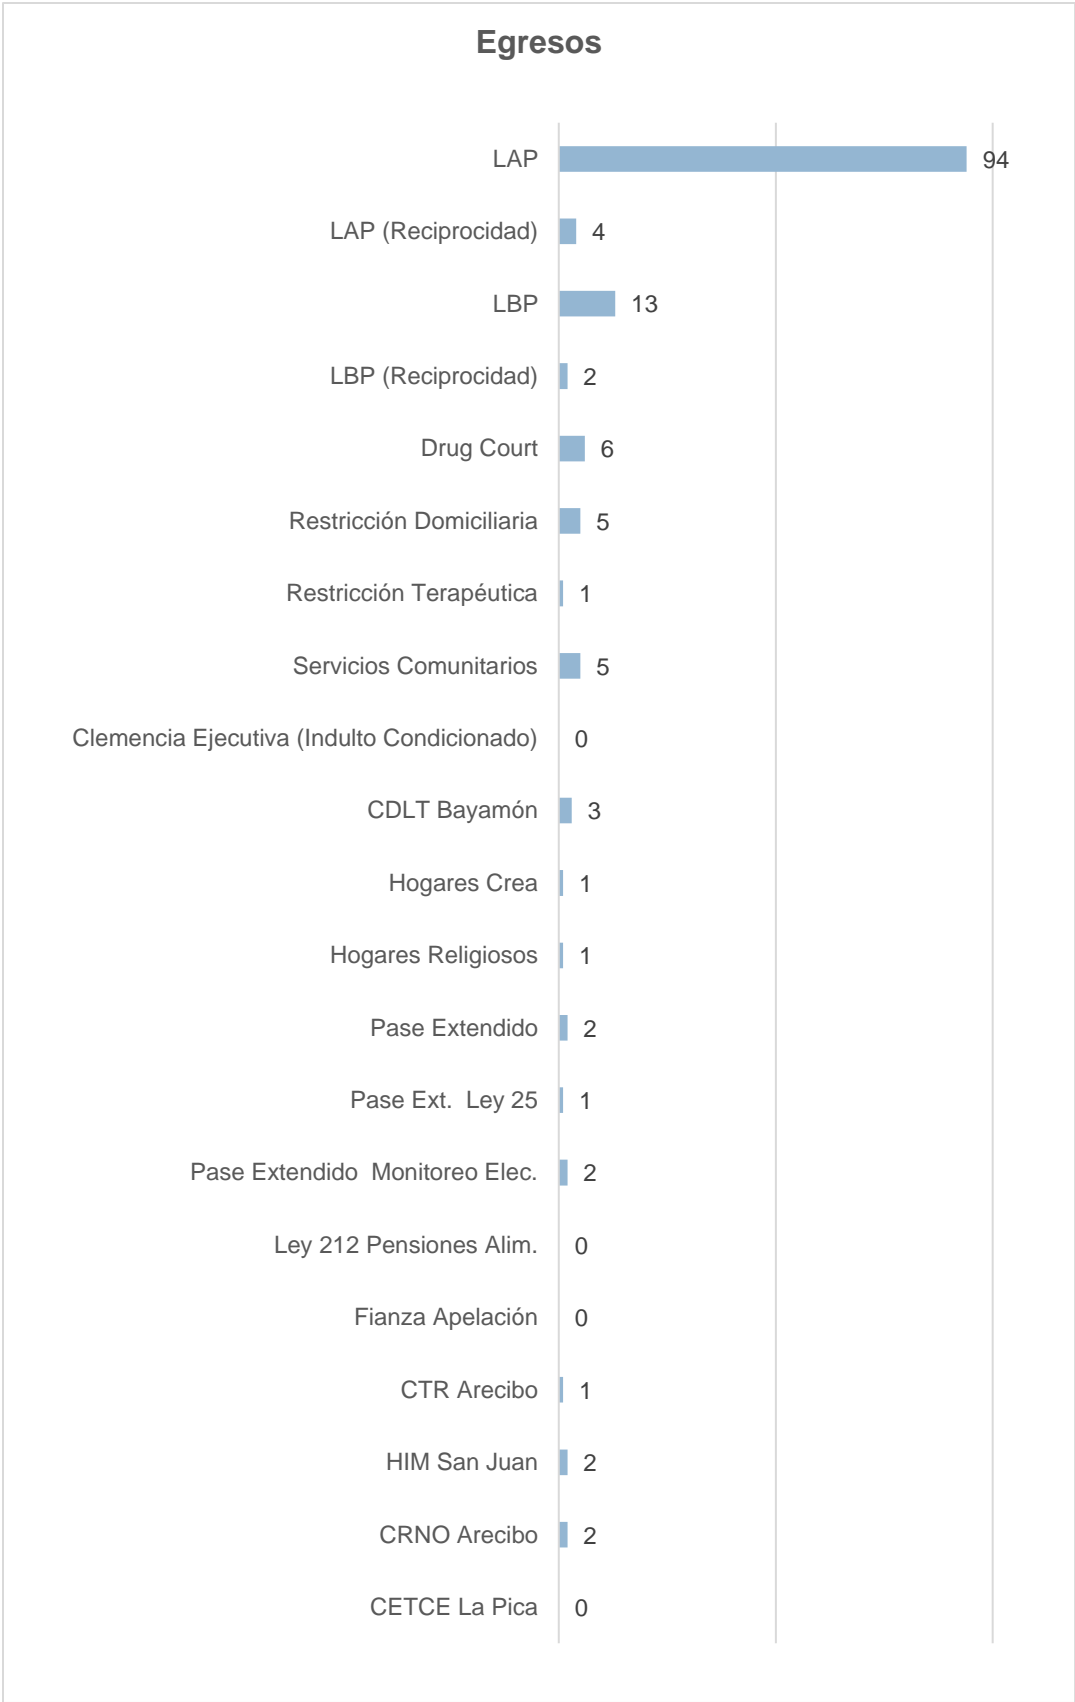 Egresos
LAP 94
LAP (Reciprocidad) 4
LBP 13
LBP (Reciprocidad) 2
Drug Court 6
Restricción Domiciliaria 5
Restricción Terapéutica 1
Servicios Comunitarios 5
Clemencia Ejecutiva (Indulto Condicionado) 0
CDLT Bayamón 3
Hogares Crea 1
Hogares Religiosos 1
Pase Extendido 2
Pase Ext.  Ley 25 1
Pase Extendido  Monitoreo Elec. 2
Ley 212 Pensiones Alim. 0
Fianza Apelación 0
CTR Arecibo 1
HIM San Juan 2
CRNO Arecibo 2
CETCE La Pica 0